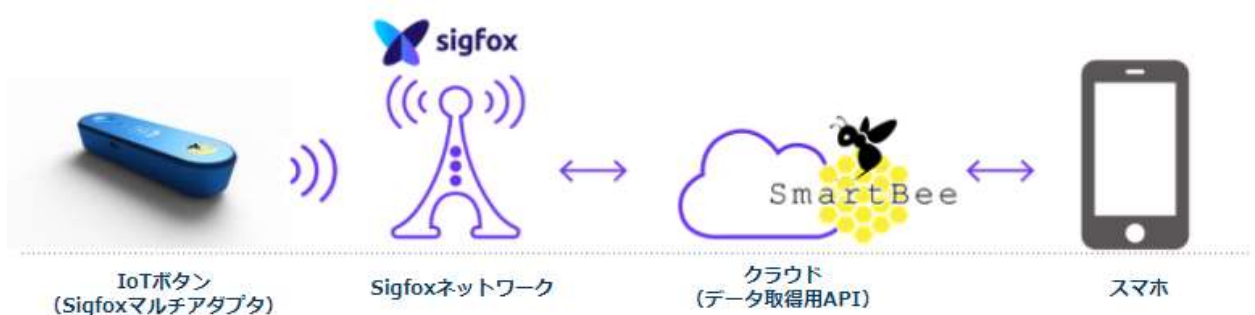 sigfox
SmartBee
IoTボタン
(Sigfoxマルチアダプタ)
Sigfoxネットワーク
クラウド
(データ取得用API)
スマホ